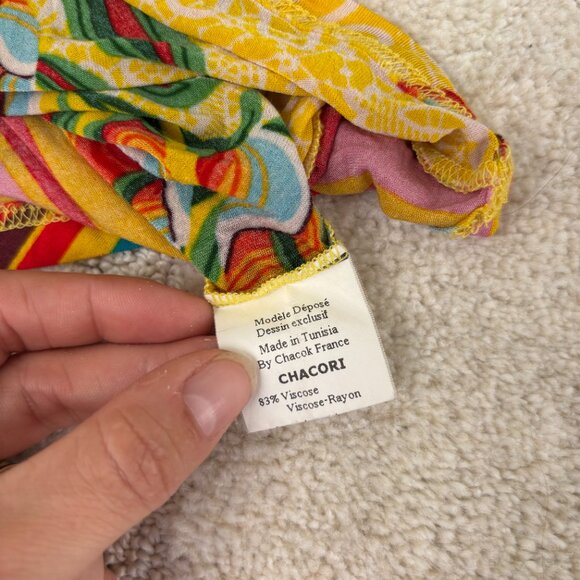 Modèle Déposé
Dessin exclusif
Made in Tunisia
By Chacok France
CHACORI
83% Viscose
Viscose-Rayon